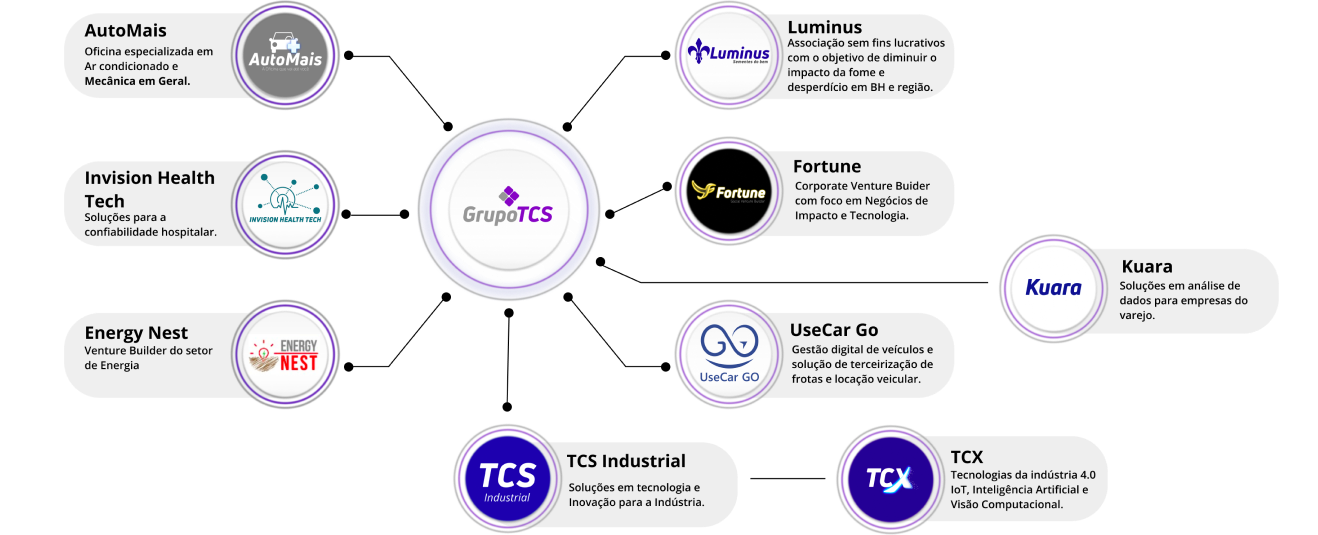 AutoMais
Oficina especializada em
Ar condicionado e
Mecânica em Geral.
AutoMais
Luminus
Sementes do bem
Luminus
Associação sem fins lucrativos
com o objetivo de diminuir o
impacto da fome e
desperdício em BH e região.
Invision Health
Tech
Soluções para a
confiabilidade hospitalar.
INVISION HEALTH TECH
GrupoTCS
Fortune
Fortune
Corporate Venture Buider
com foco em Negócios de
Impacto e Tecnologia.
Kuara
Kuara
Soluções em análise de
dados para empresas do
varejo.
Energy Nest
Venture Builder do setor
de Energia
ENERGY
NEST
UseCar GO
UseCar Go
Gestão digital de veículos e
solução de terceirização de
frotas e locação veicular.
TCS
Industrial
TCS Industrial
Soluções em tecnologia e
Inovação para a Indústria.
TCX
TCX
Tecnologias da indústria 4.0
IoT, Inteligência Artificial e
Visão Computacional.